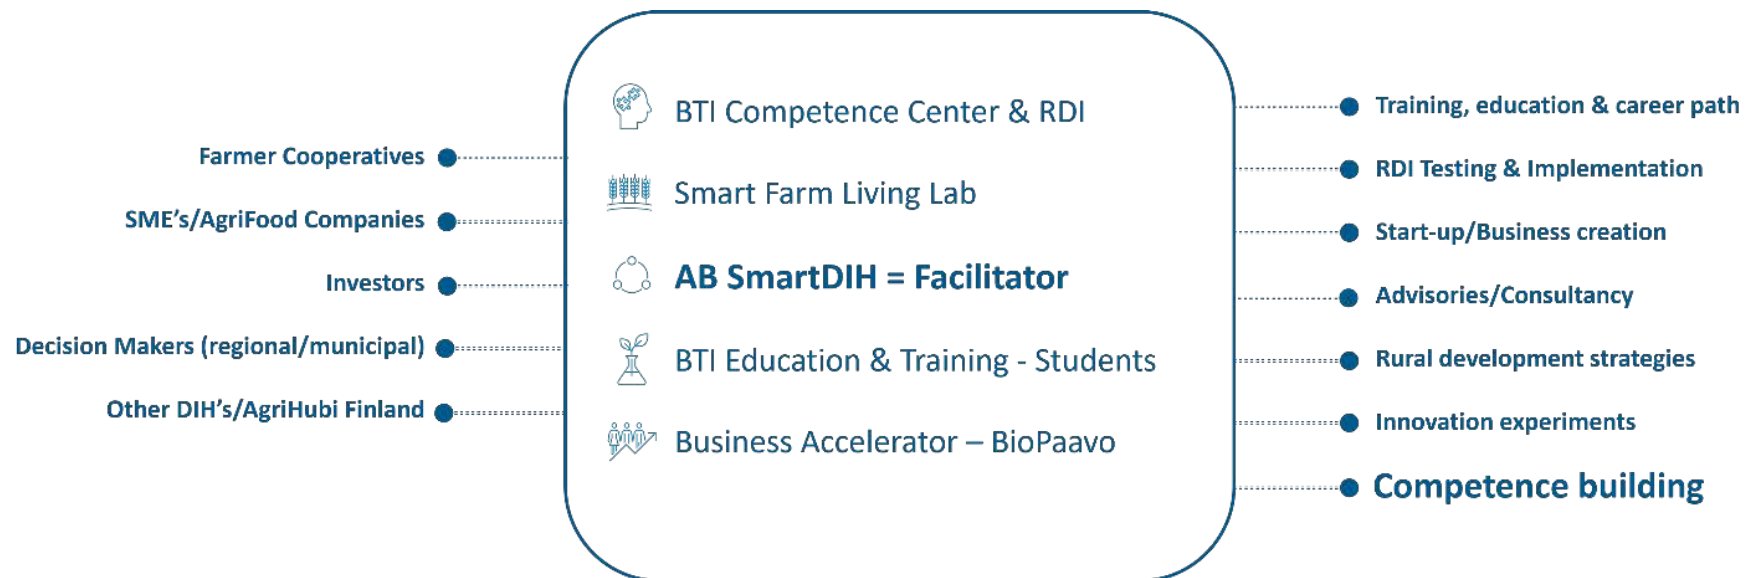 Farmer Cooperatives
SME's/AgriFood Companies
Investors
Decision Makers (regional/municipal)
Other DIH's/AgriHubi Finland
BTI Competence Center & RDI
Smart Farm Living Lab
AB SmartDIH = Facilitator
BTI Education & Training - Students
Business Accelerator – BioPaavo
Training, education & career path
RDI Testing & Implementation
Start-up/Business creation
Advisories/Consultancy
Rural development strategies
Innovation experiments
Competence building